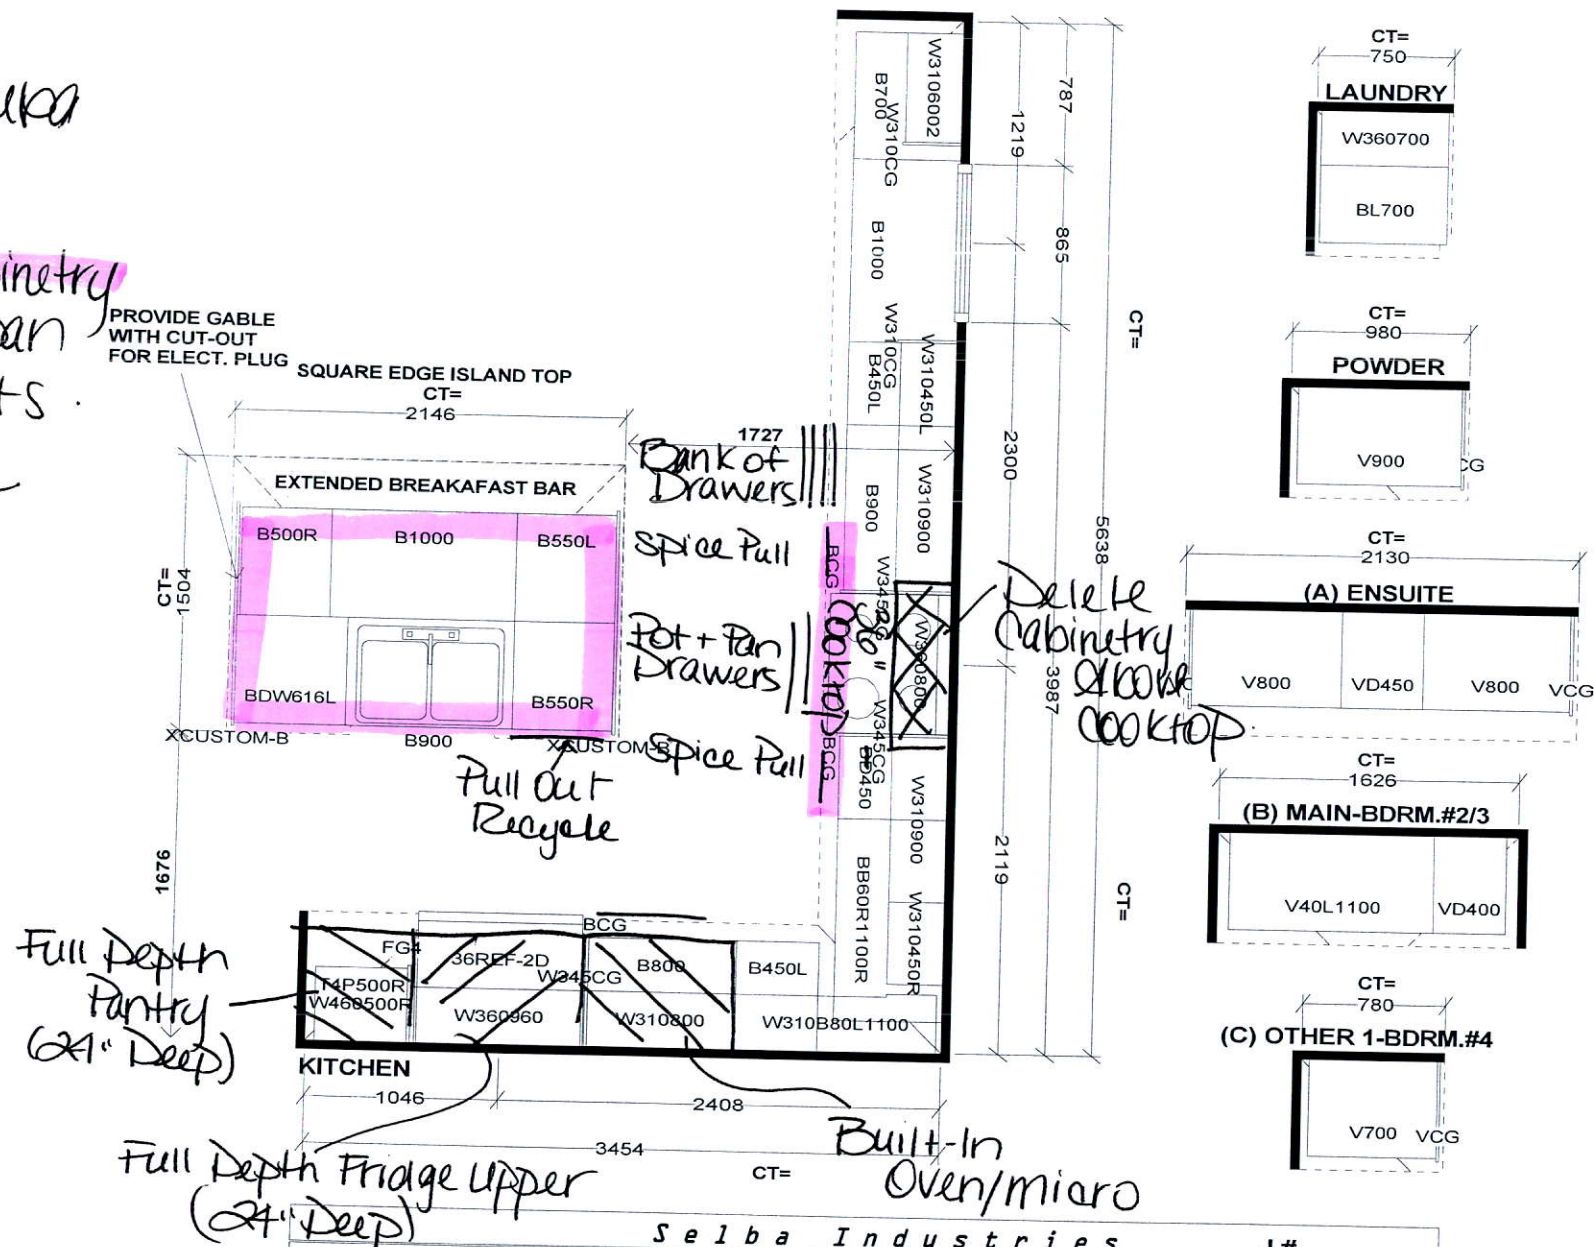 inetry
PROVIDE GABLE
WITH CUT-OUT
FOR ELECT. PLUG
SQUARE EDGE ISLAND TOP
CT=
2146
EXTENDED BREAKAFAST BAR
B500R
B1000
B550L
CT=
1504
BDW616L
B550R
XCUSTOM-B
B900
XCUSTOM-B
Pull Out
Recycle
1676
1727
Bank of
Drawers
Spice Pull
Pot + Pan
Drawers
Spice Pull
BCG
Cooktop
36"
BCG
B700
W3106002
W310CG
B1000
W310CG
B450L
W310450L
B900
W310900
W345CG
W360800
W345CG
BD450
W310900
BB60R1100R
W310450R
Delete
Cabinetry
Above
Cooktop.
787
1219
865
2300
5638
3987
2119
CT=
CT=
BCG
FG4
36REF-2D
W345CG
B800
B450L
T4P500R
W460500R
W360960
W310800
W310B80L1100
KITCHEN
1046
2408
3454
CT=
Full Depth
Pantry
(24" Deep)
Full Depth Fridge Upper
(24" Deep)
Built-In
Oven/micro
CT=
750
LAUNDRY
W360700
BL700
CT=
980
POWDER
V900
CG
CT=
2130
(A) ENSUITE
V800
VD450
V800
VCG
CT=
1626
(B) MAIN-BDRM.#2/3
V40L1100
VD400
CT=
780
(C) OTHER 1-BDRM.#4
V700
VCG
Selba Industries